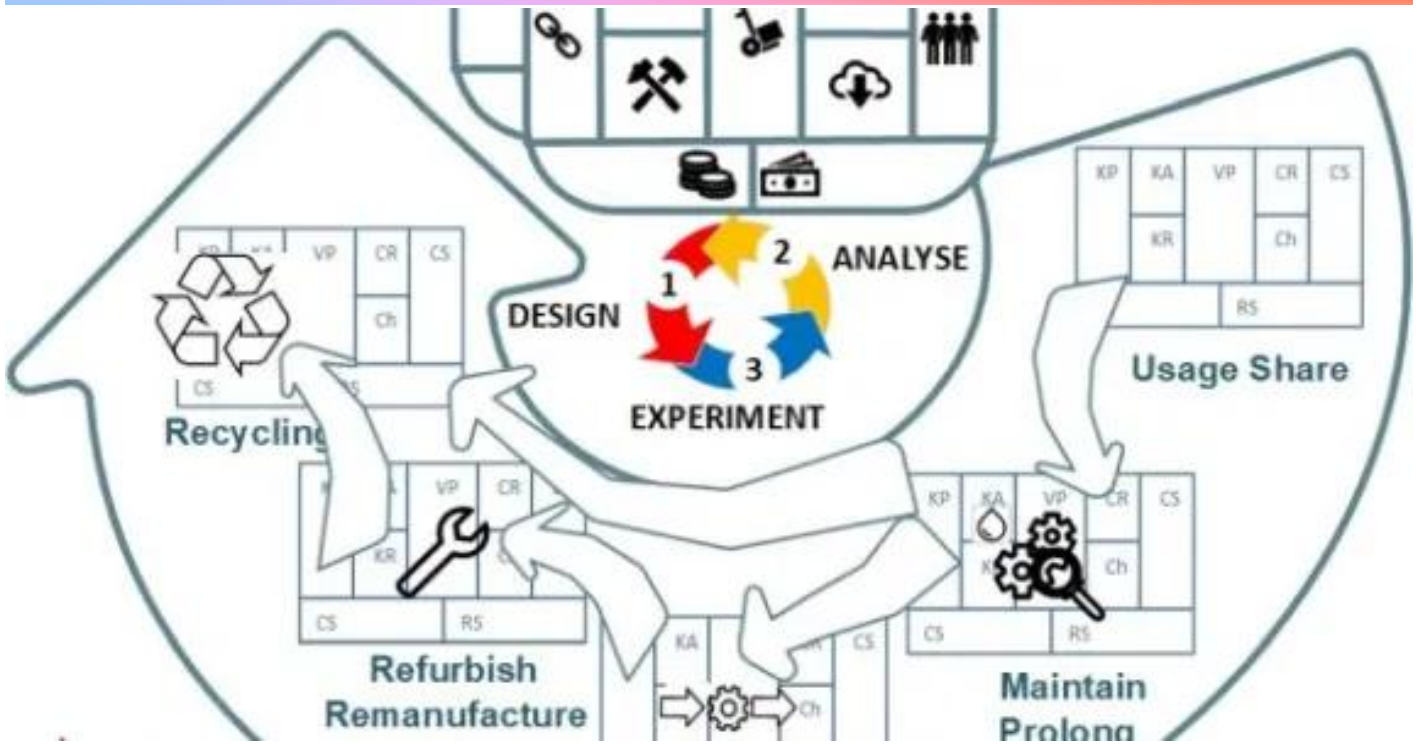 KP KA VP CR CS
KR Ch
RS
Usage Share
2 ANALYSE
1
DESIGN
3
EXPERIMENT
VP CR CS
Ch
CS
Recycling
VP CR
KR
CS RS
Refurbish
Remanufacture
KP KA VP CR CS
Ch
CS RS
Maintain
Prolong
KA CS
Ch